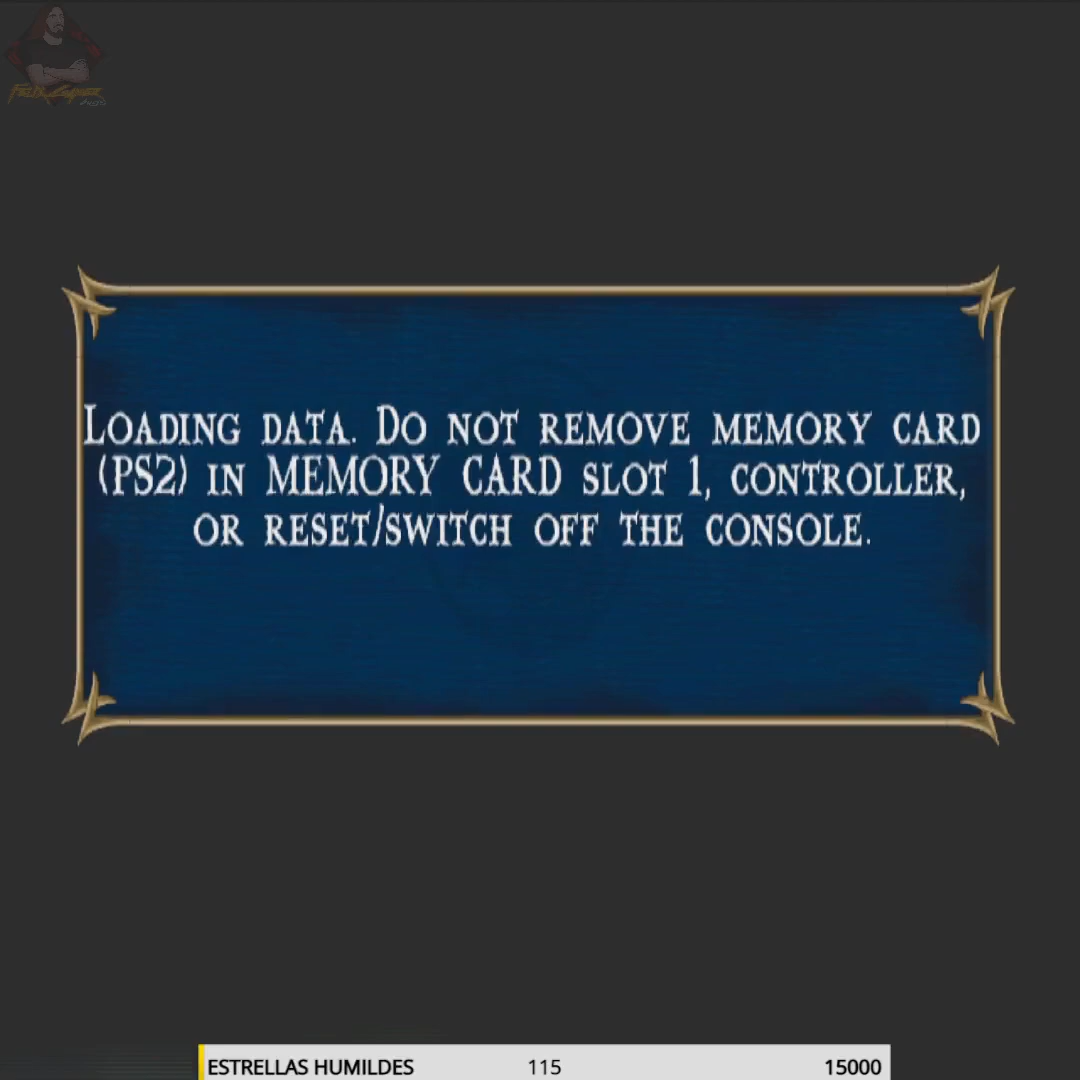 LOADING DATA. DO NOT REMOVE MEMORY CARD
(PS2) IN MEMORY CARD SLOT 1, CONTROLLER,
OR RESET/SWITCH OFF THE CONSOLE.
ESTRELLAS HUMILDES 115 15000